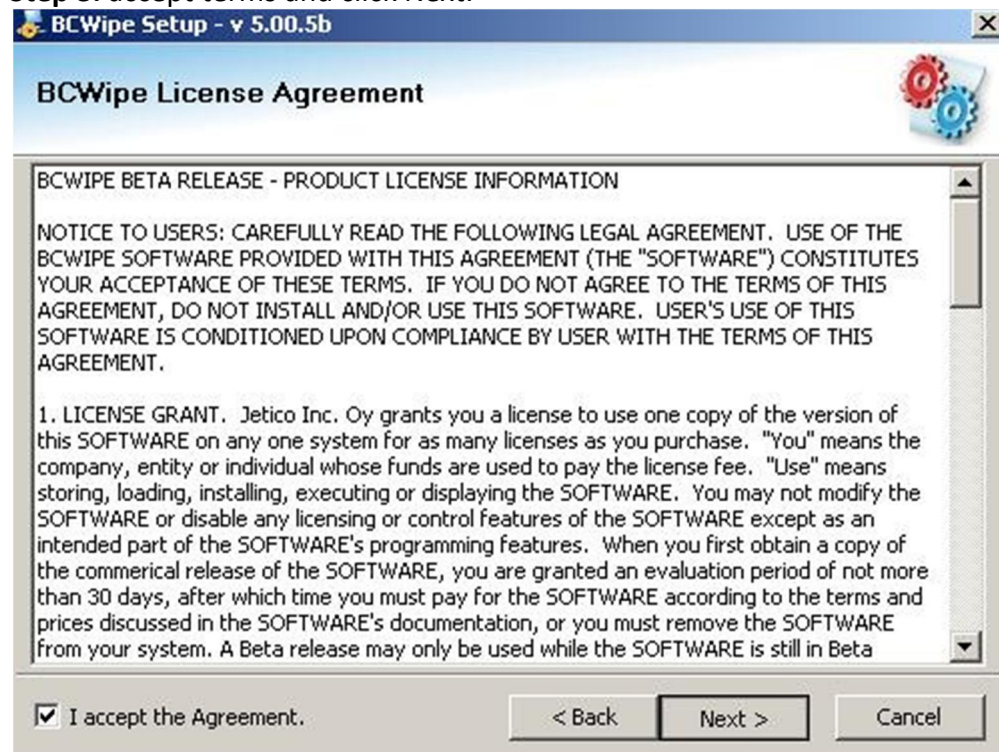 accept terms and click Next.
BCWipe Setup - v 5.00.5b
BCWipe License Agreement
BCWIPE BETA RELEASE - PRODUCT LICENSE INFORMATION
NOTICE TO USERS: CAREFULLY READ THE FOLLOWING LEGAL AGREEMENT. USE OF THE
BCWIPE SOFTWARE PROVIDED WITH THIS AGREEMENT (THE "SOFTWARE") CONSTITUTES
YOUR ACCEPTANCE OF THESE TERMS. IF YOU DO NOT AGREE TO THE TERMS OF THIS
AGREEMENT, DO NOT INSTALL AND/OR USE THIS SOFTWARE. USER'S USE OF THIS
SOFTWARE IS CONDITIONED UPON COMPLIANCE BY USER WITH THE TERMS OF THIS
AGREEMENT.
1. LICENSE GRANT. Jetico Inc. Oy grants you a license to use one copy of the version of
this SOFTWARE on any one system for as many licenses as you purchase. "You" means the
company, entity or individual whose funds are used to pay the license fee. "Use" means
storing, loading, installing, executing or displaying the SOFTWARE. You may not modify the
SOFTWARE or disable any licensing or control features of the SOFTWARE except as an
intended part of the SOFTWARE's programming features. When you first obtain a copy of
the commerical release of the SOFTWARE, you are granted an evaluation period of not more
than 30 days, after which time you must pay for the SOFTWARE according to the terms and
prices discussed in the SOFTWARE's documentation, or you must remove the SOFTWARE
from your system. A Beta release may only be used while the SOFTWARE is still in Beta
I accept the Agreement.
< Back
Next >
Cancel